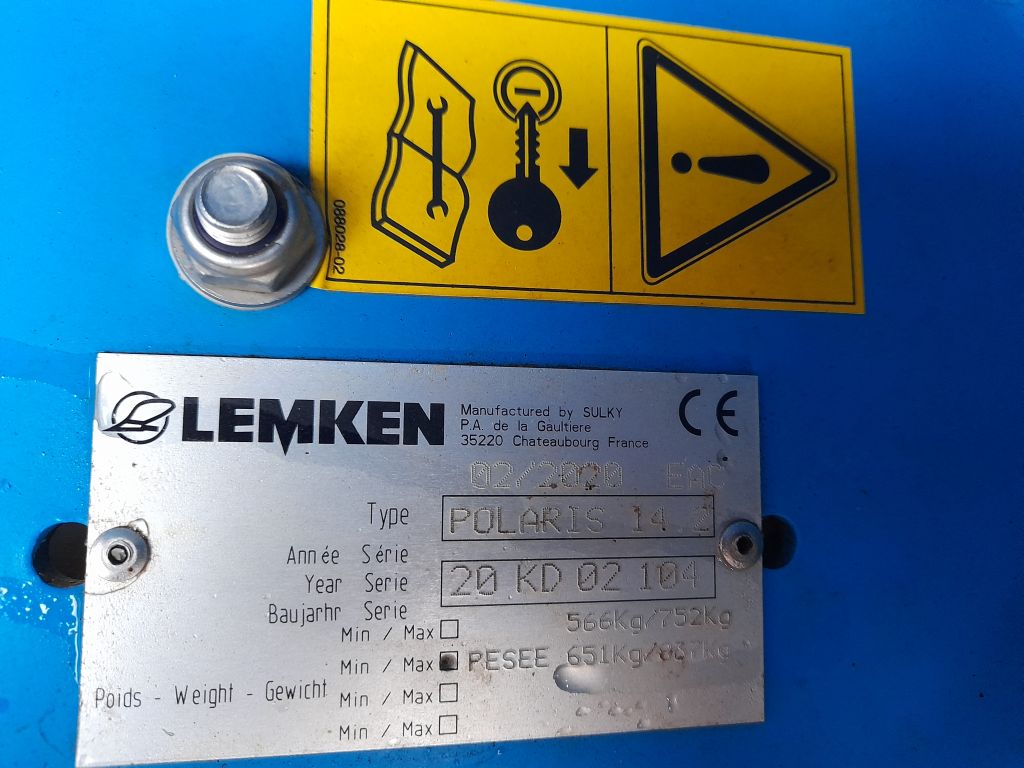 088028-02
LEMKEN
Manufactured by SULKY
P.A. de la Gaultiere
35220 Chateaubourg France
CE
02/2020 EAC
Type POLARIS 14.2
Année Série
Year Serie 20 KD 02 104
Baujarhr Serie
Min / Max 566Kg/752Kg
Min / Max PESEE 651Kg/837Kg
Poids - Weight - Gewicht Min / Max
Min / Max